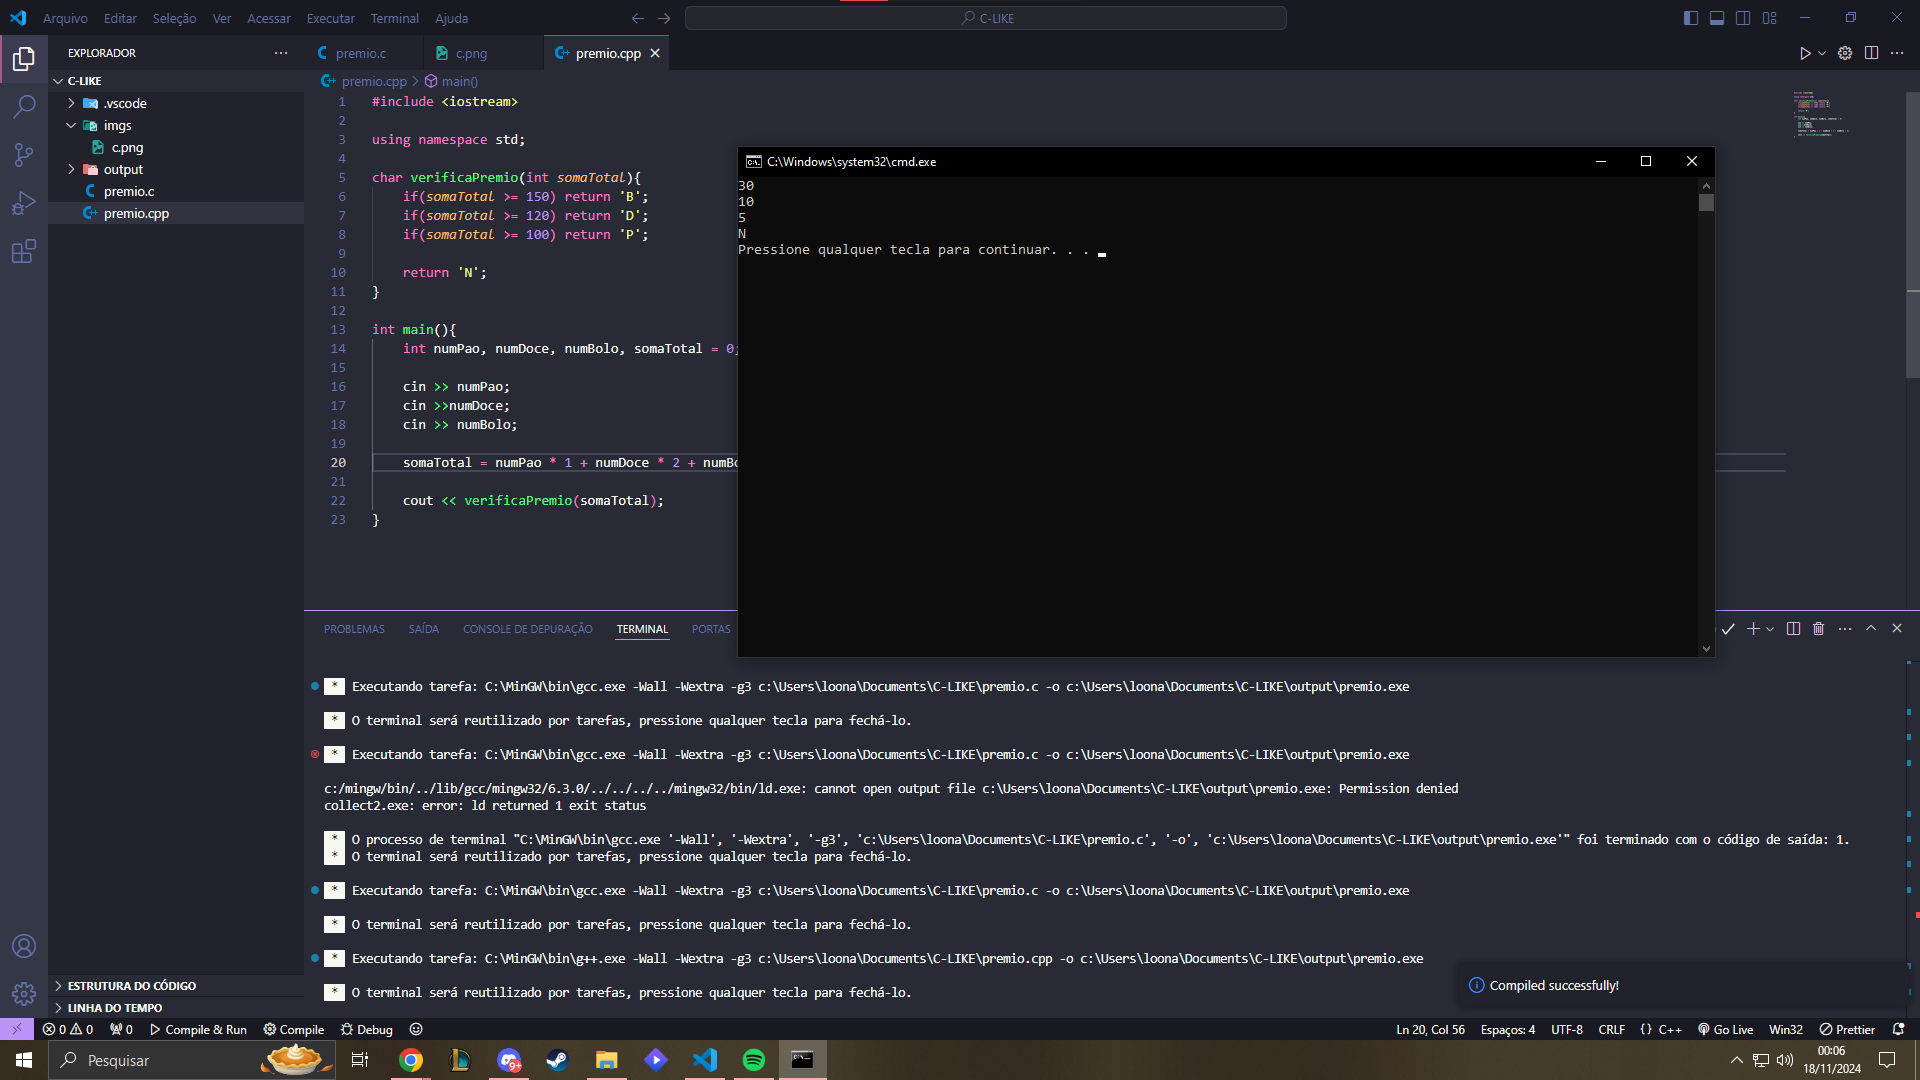 Arquivo Editar Seleção Ver Acessar Executar Terminal Ajuda
C-LIKE
EXPLORADOR
C-LIKE
.vscode
imgs
c.png
output
premio.c
premio.cpp
ESTRUTURA DO CÓDIGO
LINHA DO TEMPO
premio.c c.png premio.cpp
premio.cpp > main()
1 #include <iostream>
2
3 using namespace std;
4
5 char verificaPremio(int somaTotal){
6 if(somaTotal >= 150) return 'B';
7 if(somaTotal >= 120) return 'D';
8 if(somaTotal >= 100) return 'P';
9
10 return 'N';
11 }
12
13 int main(){
14 int numPao, numDoce, numBolo, somaTotal = 0;
15
16 cin >> numPao;
17 cin >>numDoce;
18 cin >> numBolo;
19
20 somaTotal = numPao * 1 + numDoce * 2 + numBo
21
22 cout << verificaPremio(somaTotal);
23 }
C:\Windows\system32\cmd.exe
30
10
5
N
Pressione qualquer tecla para continuar. . .
PROBLEMAS SAÍDA CONSOLE DE DEPURAÇÃO TERMINAL PORTAS
* Executando tarefa: C:\MinGW\bin\gcc.exe -Wall -Wextra -g3 c:\Users\loona\Documents\C-LIKE\premio.c -o c:\Users\loona\Documents\C-LIKE\output\premio.exe
* O terminal será reutilizado por tarefas, pressione qualquer tecla para fechá-lo.
* Executando tarefa: C:\MinGW\bin\gcc.exe -Wall -Wextra -g3 c:\Users\loona\Documents\C-LIKE\premio.c -o c:\Users\loona\Documents\C-LIKE\output\premio.exe
c:/mingw/bin/../lib/gcc/mingw32/6.3.0/../../../../mingw32/bin/ld.exe: cannot open output file c:\Users\loona\Documents\C-LIKE\output\premio.exe: Permission denied
collect2.exe: error: ld returned 1 exit status
* O processo de terminal "C:\MinGW\bin\gcc.exe '-Wall', '-Wextra', '-g3', 'c:\Users\loona\Documents\C-LIKE\premio.c', '-o', 'c:\Users\loona\Documents\C-LIKE\output\premio.exe'" foi terminado com o código de saída: 1.
* O terminal será reutilizado por tarefas, pressione qualquer tecla para fechá-lo.
* Executando tarefa: C:\MinGW\bin\gcc.exe -Wall -Wextra -g3 c:\Users\loona\Documents\C-LIKE\premio.c -o c:\Users\loona\Documents\C-LIKE\output\premio.exe
* O terminal será reutilizado por tarefas, pressione qualquer tecla para fechá-lo.
* Executando tarefa: C:\MinGW\bin\g++.exe -Wall -Wextra -g3 c:\Users\loona\Documents\C-LIKE\premio.cpp -o c:\Users\loona\Documents\C-LIKE\output\premio.exe
* O terminal será reutilizado por tarefas, pressione qualquer tecla para fechá-lo.
Compiled successfully!
0 0 0 Compile & Run Compile Debug
Ln 20, Col 56 Espaços: 4 UTF-8 CRLF {} C++ Go Live Win32 Prettier
Pesquisar
9+
00:06
18/11/2024